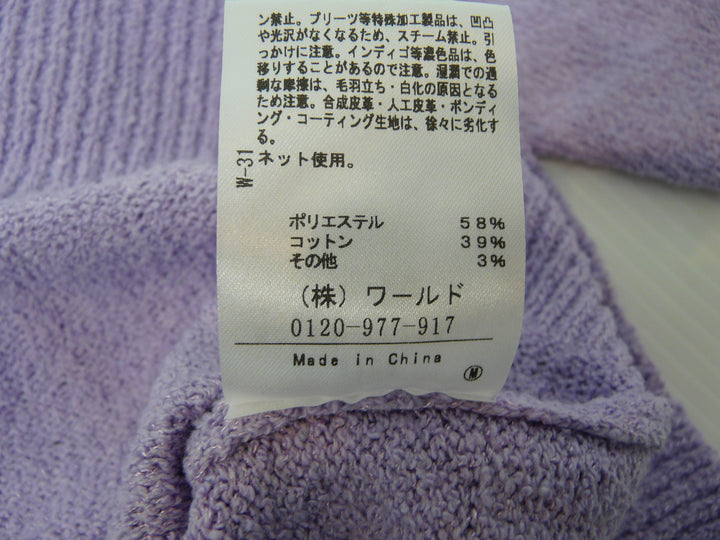 ン禁止。プリーツ等特殊加工製品は、凹凸
や光沢がなくなるため、スチーム禁止。引
っかけに注意。インディゴ等濃色品は、色
移りすることがあるので注意。湿潤での過
剰な摩擦は、毛羽立ち・白化の原因となる
ため注意。合成皮革・人工皮革・ボンディ
ング・コーティング生地は、徐々に劣化す
る。
ネット使用。
W-31
ポリエステル 58%
コットン 39%
その他 3%
（株）ワールド
0120-977-917
Made in China
M